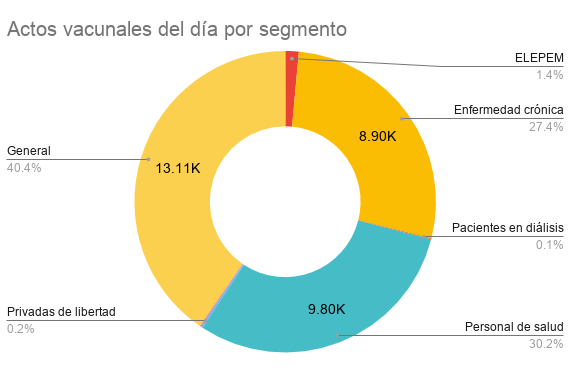 Actos vacunales del día por segmento
ELEPEM
1.4%
Enfermedad crónica
27.4%
8.90K
General
40.4%
13.11K
Pacientes en diálisis
0.1%
9.80K
Privadas de libertad
0.2%
Personal de salud
30.2%